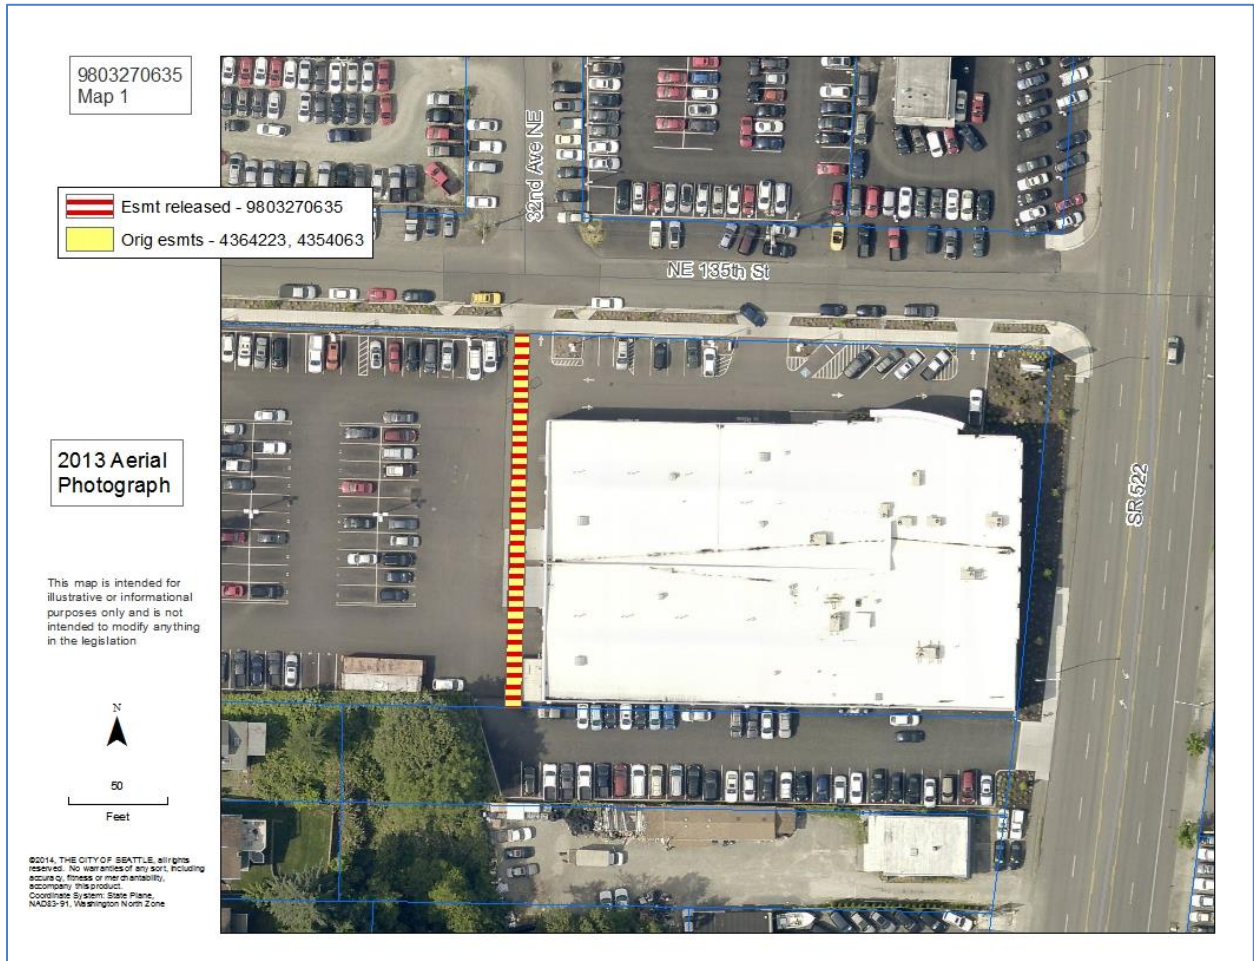 9803270635
Map 1
Esmt released - 9803270635
Orig esmts - 4364223, 4354063
32nd Ave NE
NE 135th St
2013 Aerial
Photograph
SR 522
This map is intended for
illustrative or informational
purposes only and is not
intended to modify anything
in the legislation
N
50
Feet
©2014, THE CITY OF SEATTLE, all rights
reserved. No warranties of any sort, including
accuracy, fitness or merchantability,
accompany this product.
Coordinate System: State Plane,
NAD83-91, Washington North Zone